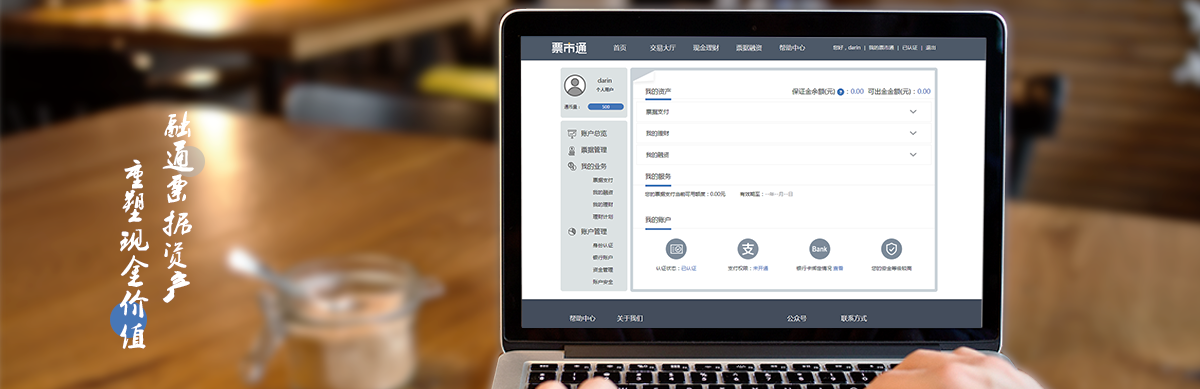 融通票据资产
重塑现金价值
票市通 首页 交易大厅 现金理财 票据融资 帮助中心 您好，darin | 我的票市通 | 已认证 | 退出
darin
个人用户
通币量： 500
账户总览
票据管理
我的业务
票据支付
我的融资
我的理财
理财计划
账户管理
身份认证
银行账户
资金管理
账户安全
我的资产 保证金余额(元) ?：0.00 可出金金额(元)：0.00
票据支付
我的理财
我的融资
我的服务
您的票据支付当前可用额度：0.00元 有效期至：--年--月--日
我的账户
支 Bank
认证状态：已认证 支付权限：未开通 银行卡绑定情况 查看 您的安全等级较高
帮助中心 关于我们 公众号 联系方式